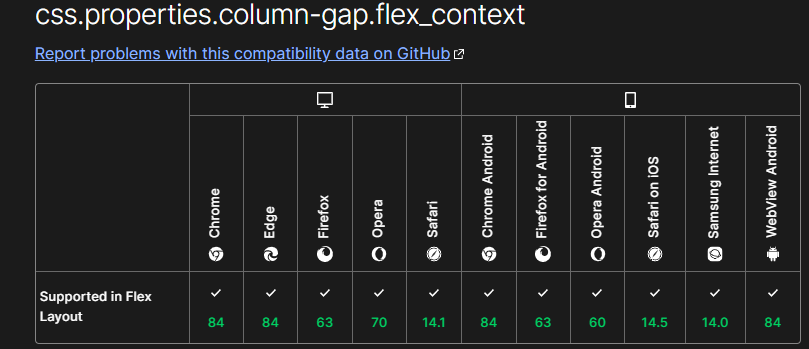 css.properties.column-gap.flex_context
Report problems with this compatibility data on GitHub
Chrome
Edge
Firefox
Opera
Safari
Chrome Android
Firefox for Android
Opera Android
Safari on iOS
Samsung Internet
WebView Android
Supported in Flex
Layout
84 84 63 70 14.1 84 63 60 14.5 14.0 84